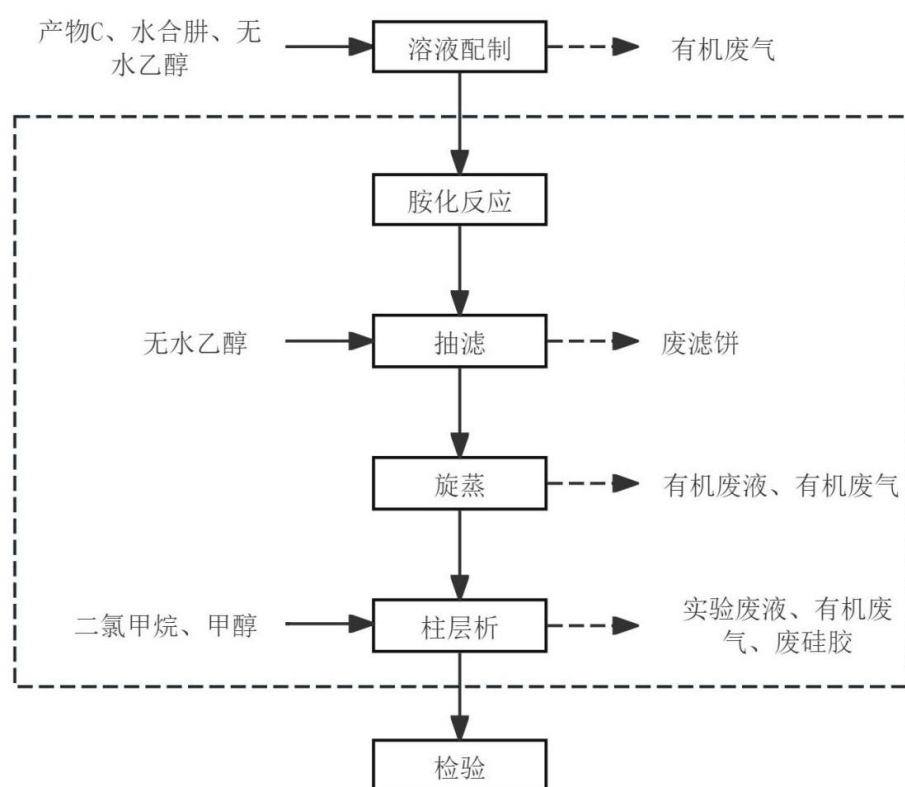 产物C、水合肼、无
水乙醇
溶液配制
有机废气
胺化反应
无水乙醇
抽滤
废滤饼
旋蒸
有机废液、有机废气
二氯甲烷、甲醇
柱层析
实验废液、有机废
气、废硅胶
检验